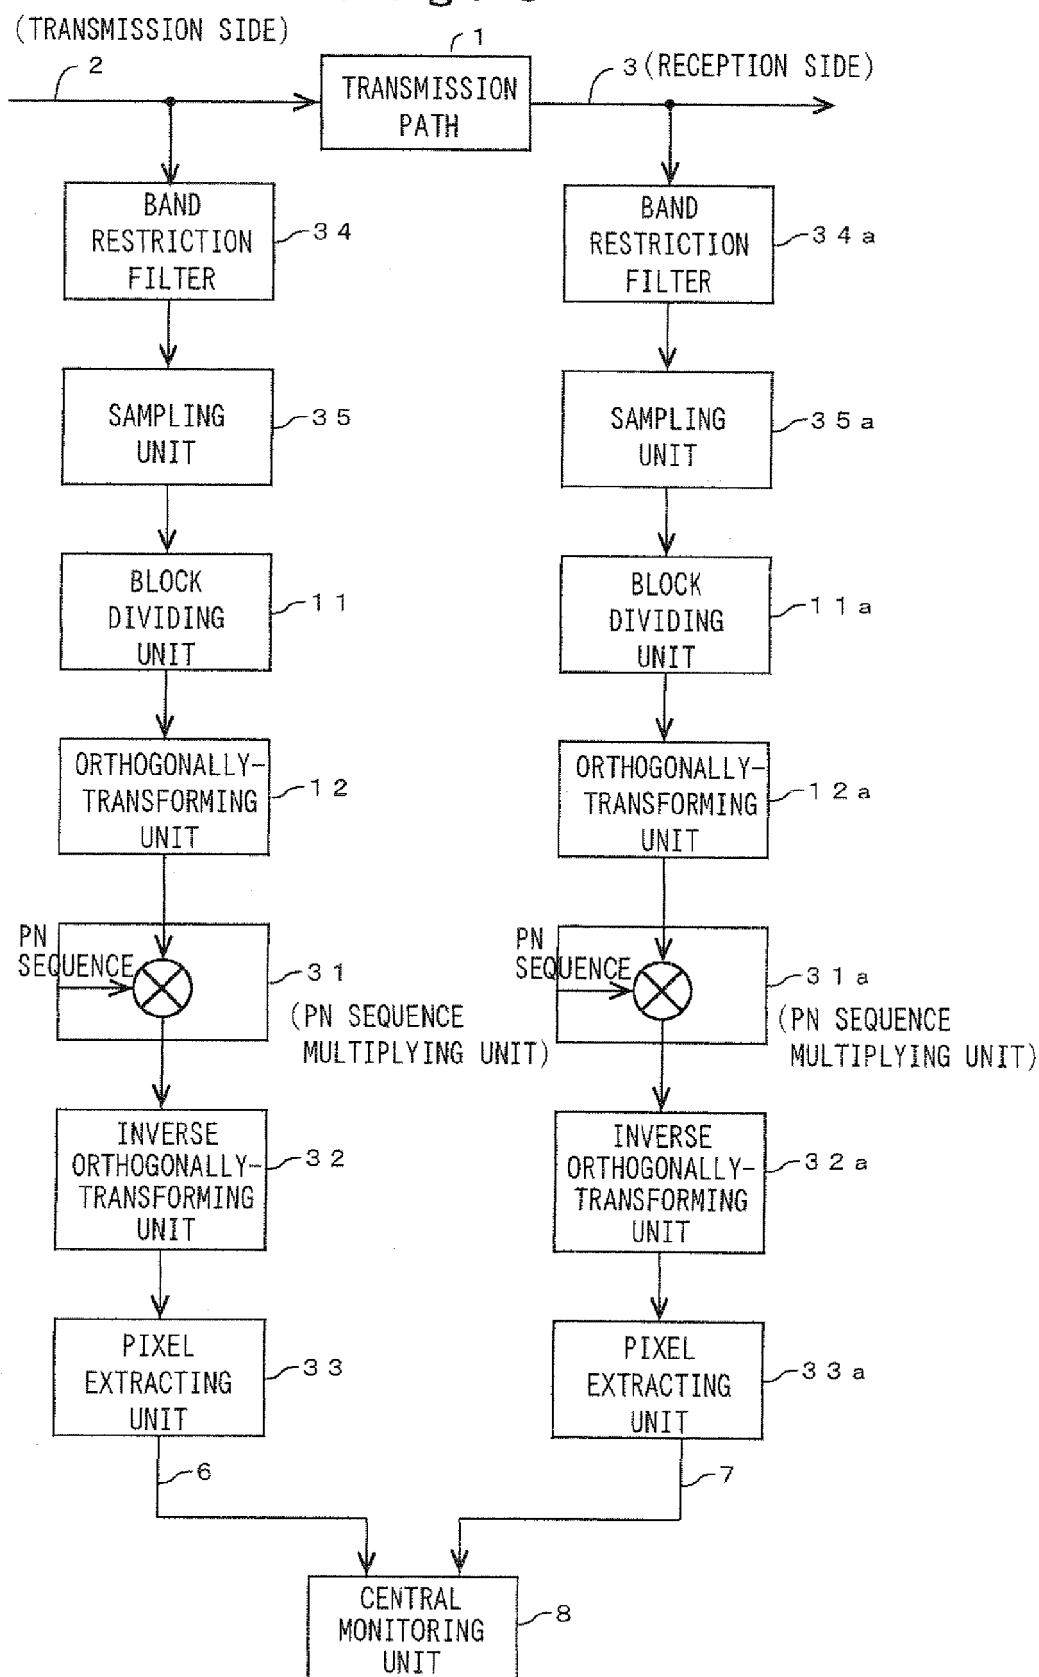 (TRANSMISSION SIDE)
1
2
TRANSMISSION
PATH
3 (RECEPTION SIDE)
BAND
RESTRICTION
FILTER
34
BAND
RESTRICTION
FILTER
34a
SAMPLING
UNIT
35
SAMPLING
UNIT
35a
BLOCK
DIVIDING
UNIT
11
BLOCK
DIVIDING
UNIT
11a
ORTHOGONALLY-
TRANSFORMING
UNIT
12
ORTHOGONALLY-
TRANSFORMING
UNIT
12a
PN
SEQUENCE
31
(PN SEQUENCE
MULTIPLYING UNIT)
PN
SEQUENCE
31a
(PN SEQUENCE
MULTIPLYING UNIT)
INVERSE
ORTHOGONALLY-
TRANSFORMING
UNIT
32
INVERSE
ORTHOGONALLY-
TRANSFORMING
UNIT
32a
PIXEL
EXTRACTING
UNIT
33
PIXEL
EXTRACTING
UNIT
33a
6
7
CENTRAL
MONITORING
UNIT
8